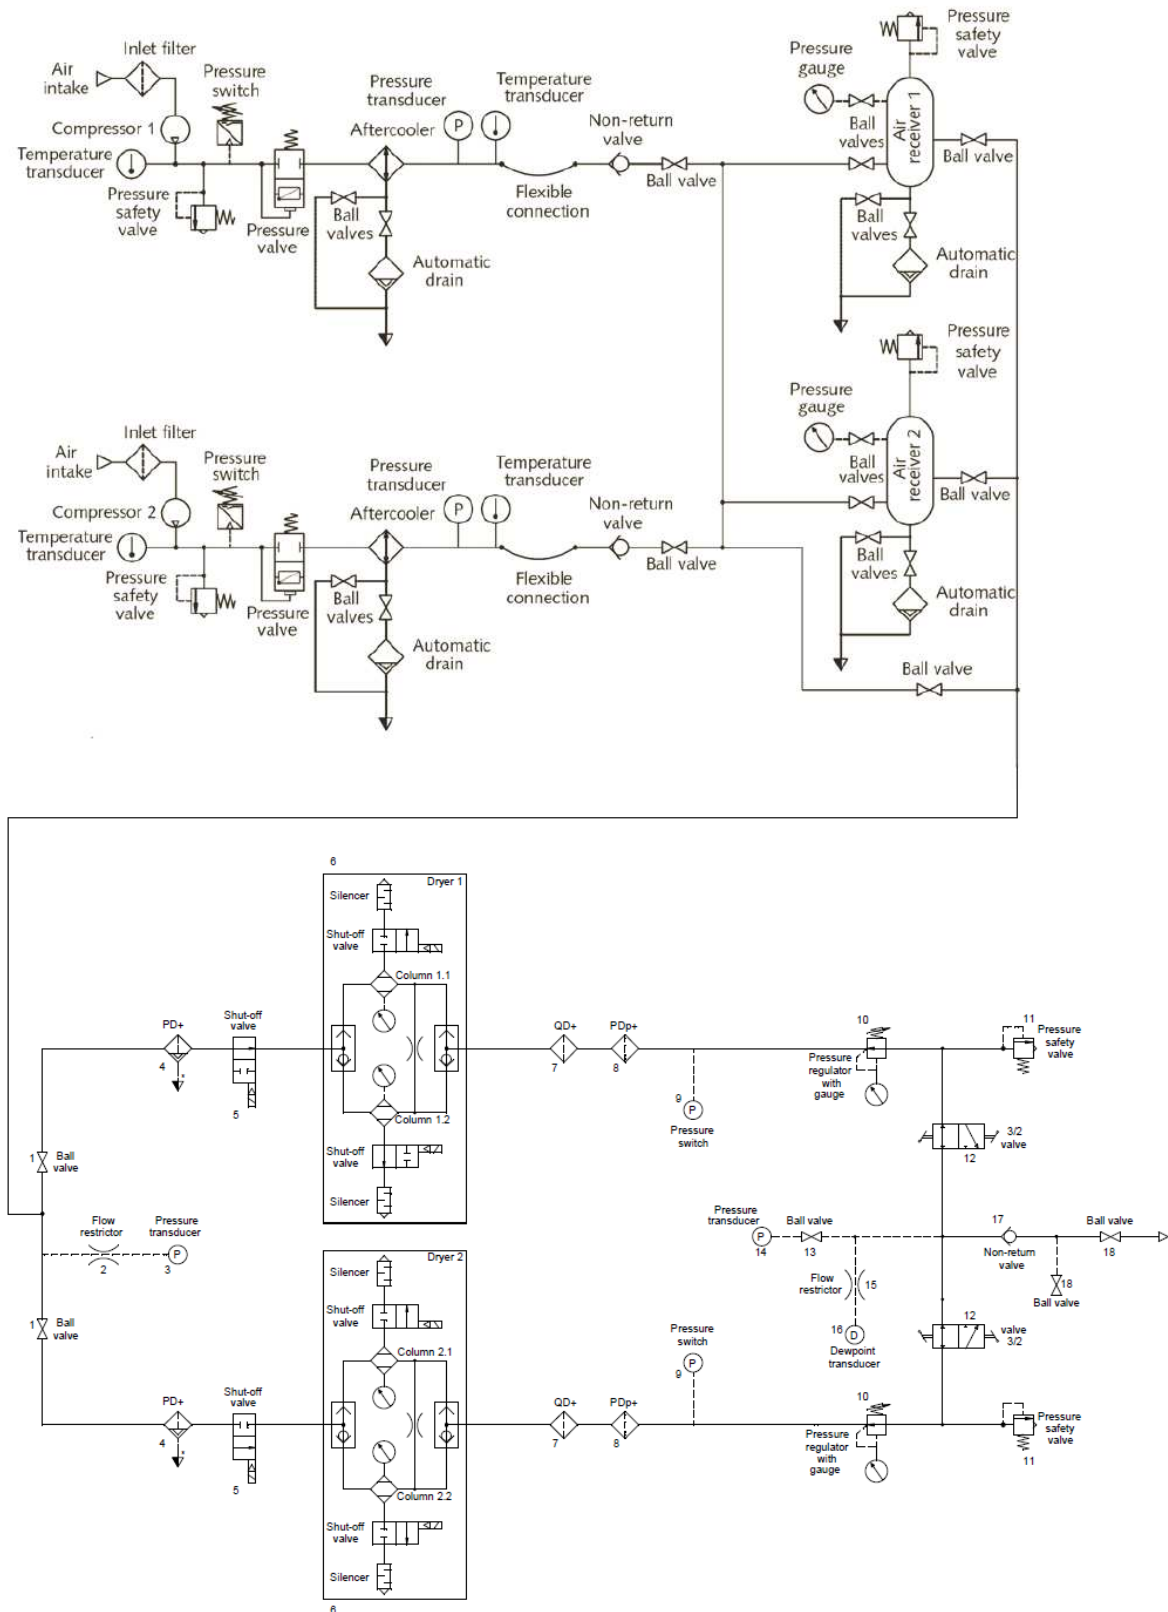 Inlet filter
Air
intake
Pressure
switch
Compressor 1
Temperature
transducer
Pressure
safety
valve
Pressure valve
Pressure
transducer
Aftercooler
P
Temperature
transducer
Ball
valves
Automatic
drain
Flexible
connection
Non-return
valve
Ball valve
Pressure
gauge
Pressure
safety
valve
Ball
valves
Air
receiver 1
Ball valve
Ball
valves
Automatic
drain
Inlet filter
Air
intake
Pressure
switch
Compressor 2
Temperature
transducer
Pressure
safety
valve
Pressure
valve
Pressure
transducer
Aftercooler
P
Temperature
transducer
Ball
valves
Automatic
drain
Flexible
connection
Non-return
valve
Ball valve
Pressure
safety
valve
Pressure
gauge
Ball
valves
Air
receiver 2
Ball valve
Ball
valves
Automatic
drain
Ball valve
6
Dryer 1
Silencer
Shut-off
valve
Column 1.1
Column 1.2
Shut-off
valve
Silencer
PD+
4
Shut-off
valve
5
QD+
7
PDp+
8
9
P
Pressure
switch
10
Pressure
regulator
with
gauge
11
Pressure
safety
valve
3/2
valve
12
1
Ball
valve
Flow
restrictor
2
Pressure
transducer
P
3
1
Ball
valve
Pressure
transducer
P
14
Ball valve
13
Flow
restrictor
15
16
D
Dewpoint
transducer
17
Non-return
valve
Ball valve
18
18
Ball valve
12
valve
3/2
Dryer 2
Silencer
Shut-off
valve
Column 2.1
Column 2.2
Shut-off
valve
Silencer
6
PD+
4
Shut-off
valve
5
QD+
7
PDp+
8
Pressure
switch
P
9
10
Pressure
regulator
with
gauge
Pressure
safety
valve
11